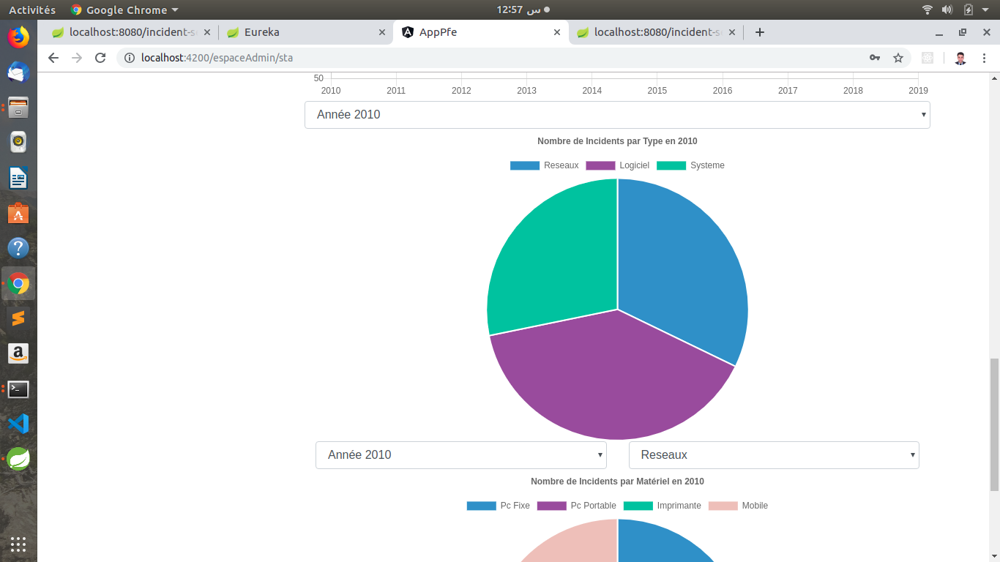 Activités Google Chrome 12:57 س
localhost:8080/incident-s Eureka AppPfe localhost:8080/incident-s
localhost:4200/espaceAdmin/sta
50
2010 2011 2012 2013 2014 2015 2016 2017 2018 2019
Année 2010
Nombre de Incidents par Type en 2010
Reseaux Logiciel Systeme
Année 2010 Reseaux
Nombre de Incidents par Matériel en 2010
Pc Fixe Pc Portable Imprimante Mobile